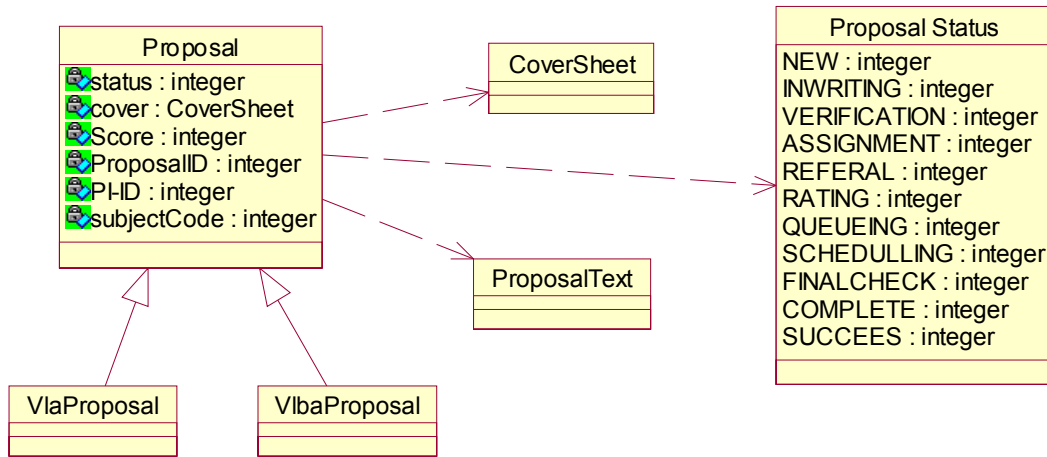 Proposal
status : integer
cover : CoverSheet
Score : integer
ProposalID : integer
PI-ID : integer
subjectCode : integer
CoverSheet
Proposal Status
NEW : integer
INWRITING : integer
VERIFICATION : integer
ASSIGNMENT : integer
REFERAL : integer
RATING : integer
QUEUEING : integer
SCHEDULLING : integer
FINALCHECK : integer
COMPLETE : integer
SUCCEES : integer
ProposalText
VlaProposal
VlbaProposal